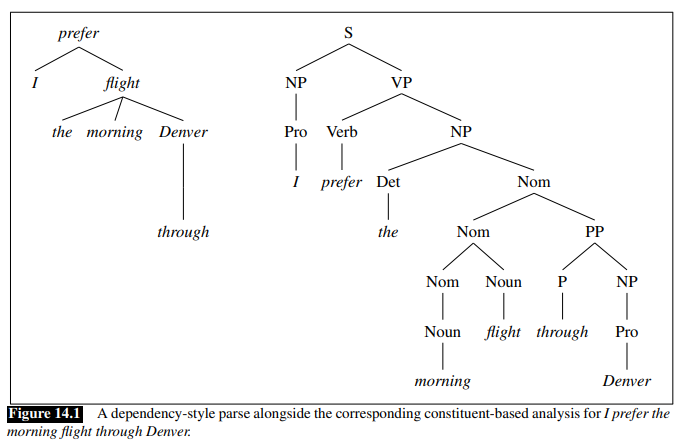 prefer S
I flight NP VP
the morning Denver Pro Verb NP
I prefer Det Nom
through the Nom PP
Nom Noun P NP
Noun flight through Pro
morning Denver
Figure 14.1 A dependency-style parse alongside the corresponding constituent-based analysis for I prefer the
morning flight through Denver.